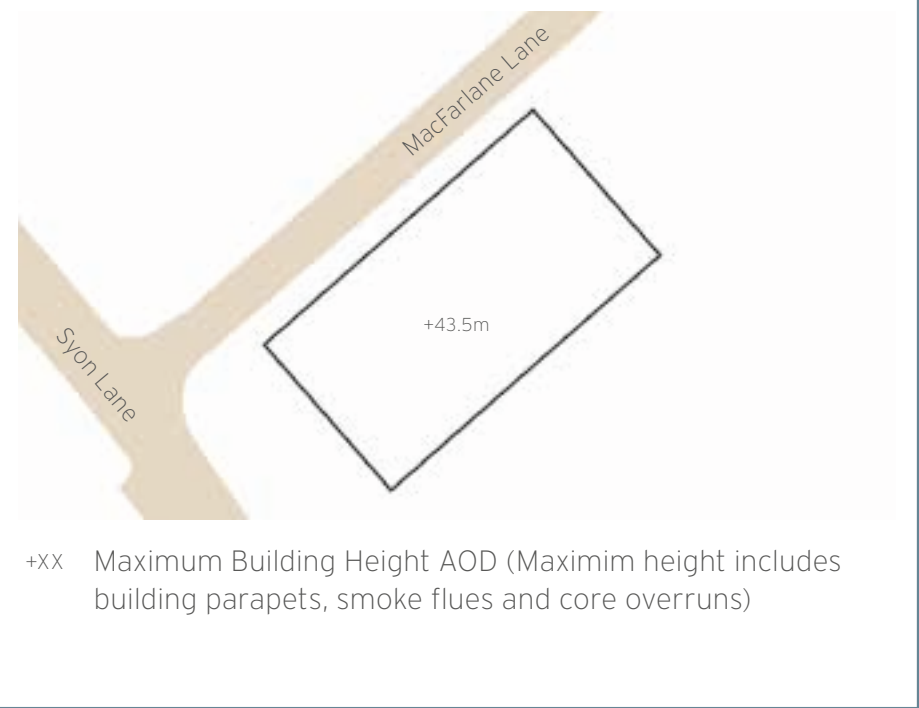 MacFarlane Lane
Syon Lane
+43.5m
+XX Maximum Building Height AOD (Maximim height includes
building parapets, smoke flues and core overruns)